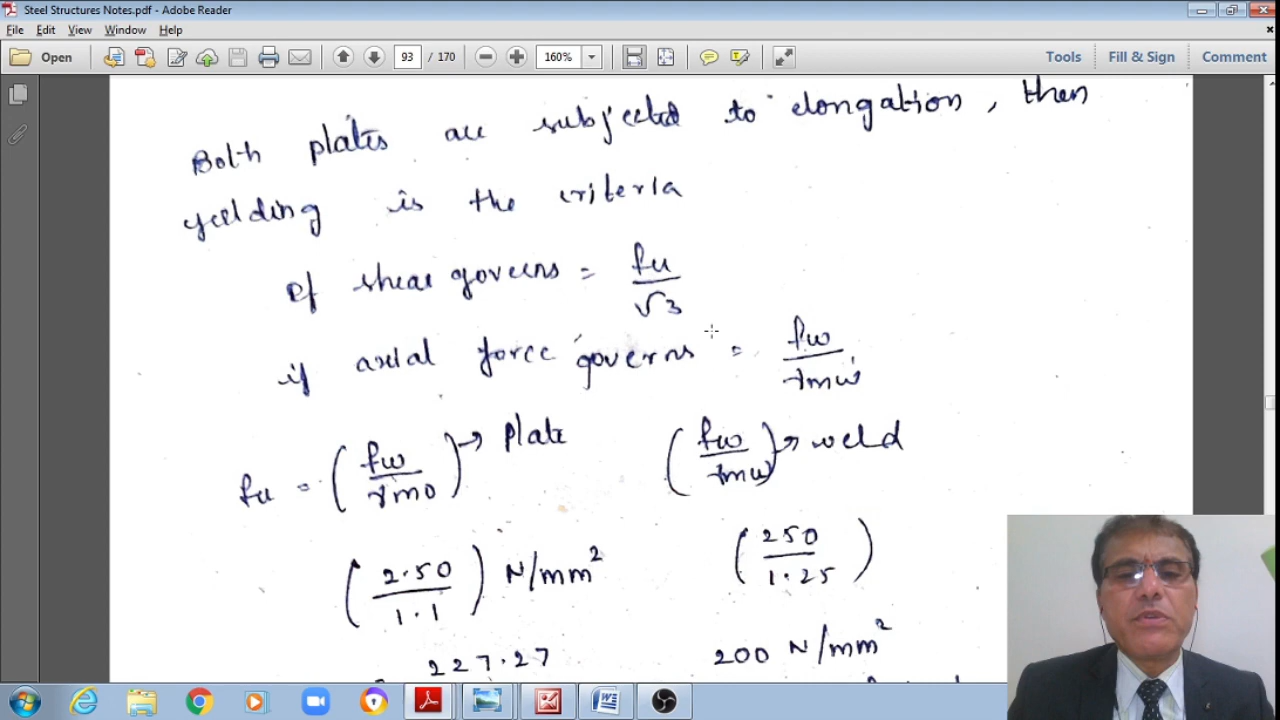 Steel Structures Notes.pdf - Adobe Reader
File Edit View Window Help
Open 93 / 170 160% Tools Fill & Sign Comment
Both plates are subjected to elongation, then
yielding is the criteria
If shear governs = fu/√3
if axial force governs = fw/γmw
fu = (fw/γm0) → Plate (fw/γmw) → weld
(2.50/1.1) N/mm² (250/1.25)
227.27 200 N/mm²